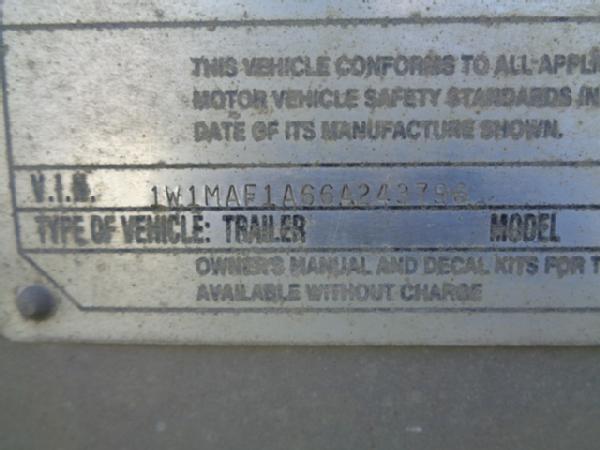 THIS VEHICLE CONFORMS TO ALL APPLI
MOTOR VEHICLE SAFETY STANDARDS IN
DATE OF ITS MANUFACTURE SHOWN.
V.I.N. 1W1MAF1A66A243796
TYPE OF VEHICLE: TRAILER MODEL
OWNER'S MANUAL AND DECAL KITS FOR T
AVAILABLE WITHOUT CHARGE